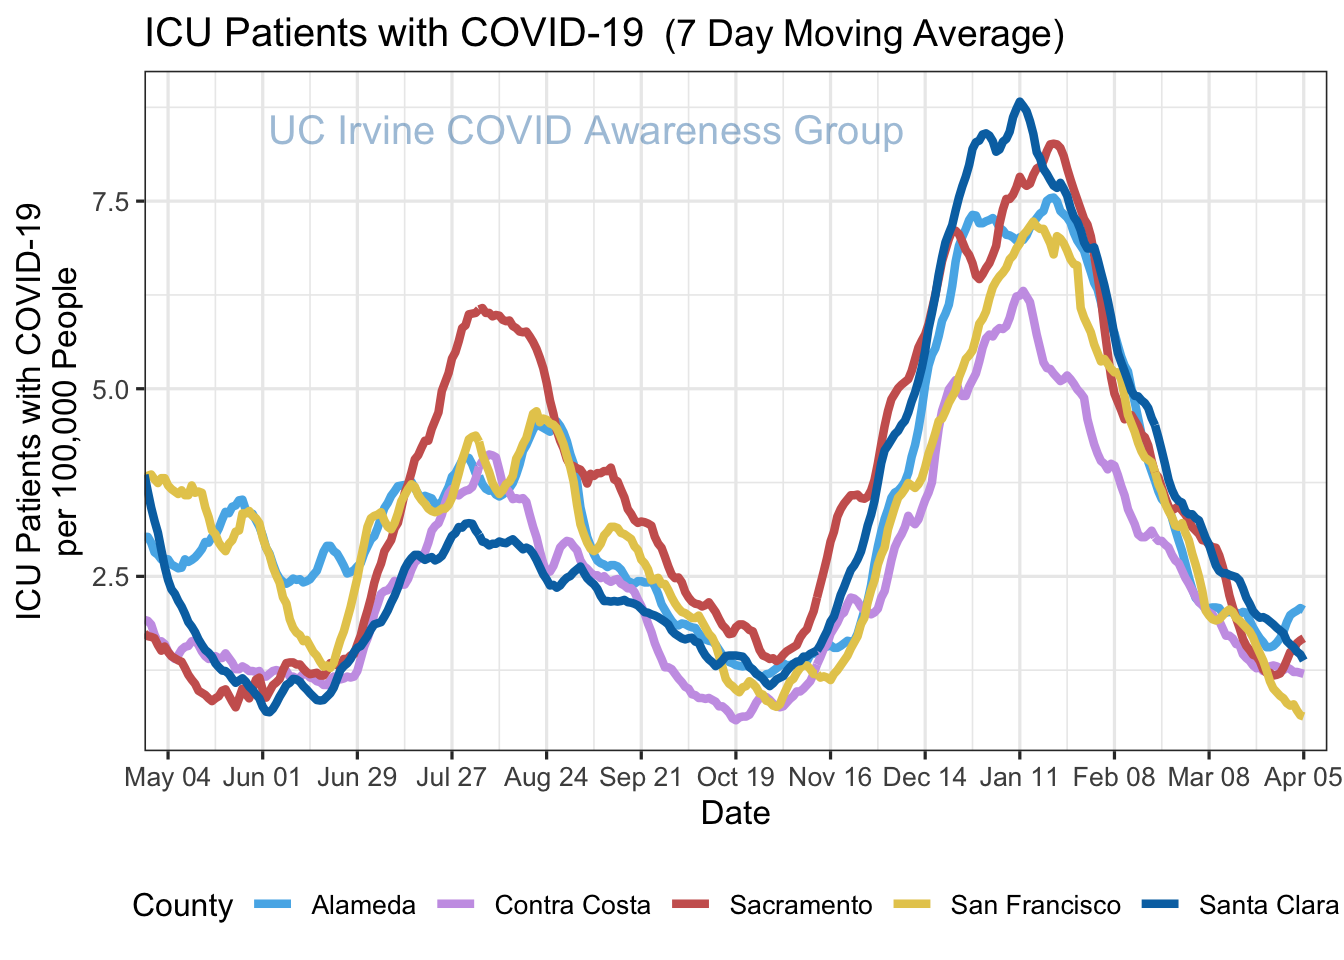 ICU Patients with COVID-19  (7 Day Moving Average)
UC Irvine COVID Awareness Group
ICU Patients with COVID-19
per 100,000 People
7.5
5.0
2.5
May 04 Jun 01 Jun 29 Jul 27 Aug 24 Sep 21 Oct 19 Nov 16 Dec 14 Jan 11 Feb 08 Mar 08 Apr 05
Date
County Alameda Contra Costa Sacramento San Francisco Santa Clara